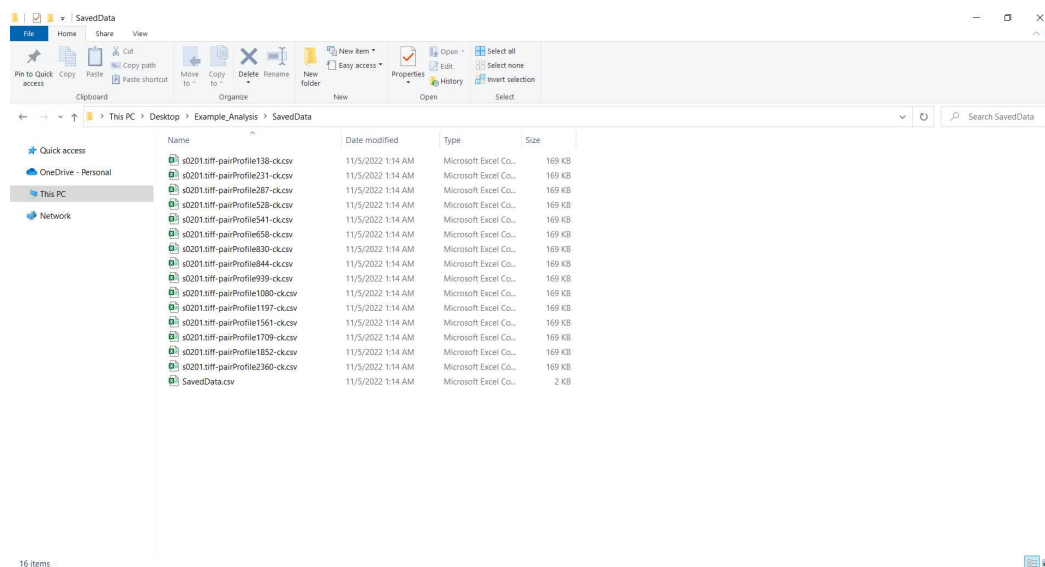 SavedData
File Home Share View
Pin to Quick access
Copy
Paste
Cut
Copy path
Paste shortcut
Clipboard
Move to
Copy to
Delete
Rename
Organize
New folder
New item
Easy access
New
Properties
Open
Edit
History
Open
Select all
Select none
Invert selection
Select
This PC > Desktop > Example_Analysis > SavedData
Search SavedData
Quick access
OneDrive - Personal
This PC
Network
Name Date modified Type Size
s0201.tiff-pairProfile138-ck.csv 11/5/2022 1:14 AM Microsoft Excel Co... 169 KB
s0201.tiff-pairProfile231-ck.csv 11/5/2022 1:14 AM Microsoft Excel Co... 169 KB
s0201.tiff-pairProfile287-ck.csv 11/5/2022 1:14 AM Microsoft Excel Co... 169 KB
s0201.tiff-pairProfile528-ck.csv 11/5/2022 1:14 AM Microsoft Excel Co... 169 KB
s0201.tiff-pairProfile541-ck.csv 11/5/2022 1:14 AM Microsoft Excel Co... 169 KB
s0201.tiff-pairProfile658-ck.csv 11/5/2022 1:14 AM Microsoft Excel Co... 169 KB
s0201.tiff-pairProfile830-ck.csv 11/5/2022 1:14 AM Microsoft Excel Co... 169 KB
s0201.tiff-pairProfile844-ck.csv 11/5/2022 1:14 AM Microsoft Excel Co... 169 KB
s0201.tiff-pairProfile939-ck.csv 11/5/2022 1:14 AM Microsoft Excel Co... 169 KB
s0201.tiff-pairProfile1080-ck.csv 11/5/2022 1:14 AM Microsoft Excel Co... 169 KB
s0201.tiff-pairProfile1197-ck.csv 11/5/2022 1:14 AM Microsoft Excel Co... 169 KB
s0201.tiff-pairProfile1561-ck.csv 11/5/2022 1:14 AM Microsoft Excel Co... 169 KB
s0201.tiff-pairProfile1709-ck.csv 11/5/2022 1:14 AM Microsoft Excel Co... 169 KB
s0201.tiff-pairProfile1852-ck.csv 11/5/2022 1:14 AM Microsoft Excel Co... 169 KB
s0201.tiff-pairProfile2360-ck.csv 11/5/2022 1:14 AM Microsoft Excel Co... 169 KB
SavedData.csv 11/5/2022 1:14 AM Microsoft Excel Co... 2 KB
16 items